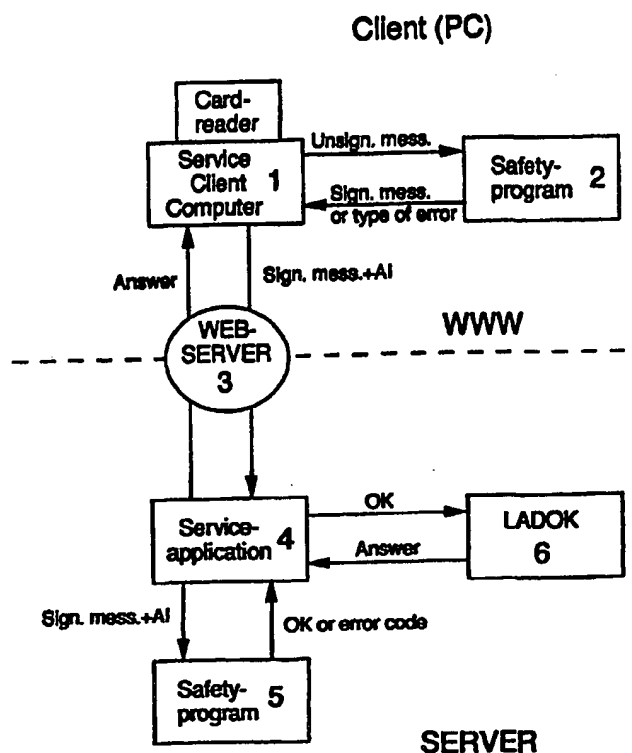 Client (PC)
Card-
reader
Service
Client 1
Computer
Unsign. mess.
Sign. mess.
or type of error
Safety-
program 2
Answer
Sign. mess.+AI
WEB-
SERVER
3
WWW
Service-
application 4
OK
Answer
LADOK
6
Sign. mess.+AI
OK or error code
Safety-
program 5
SERVER